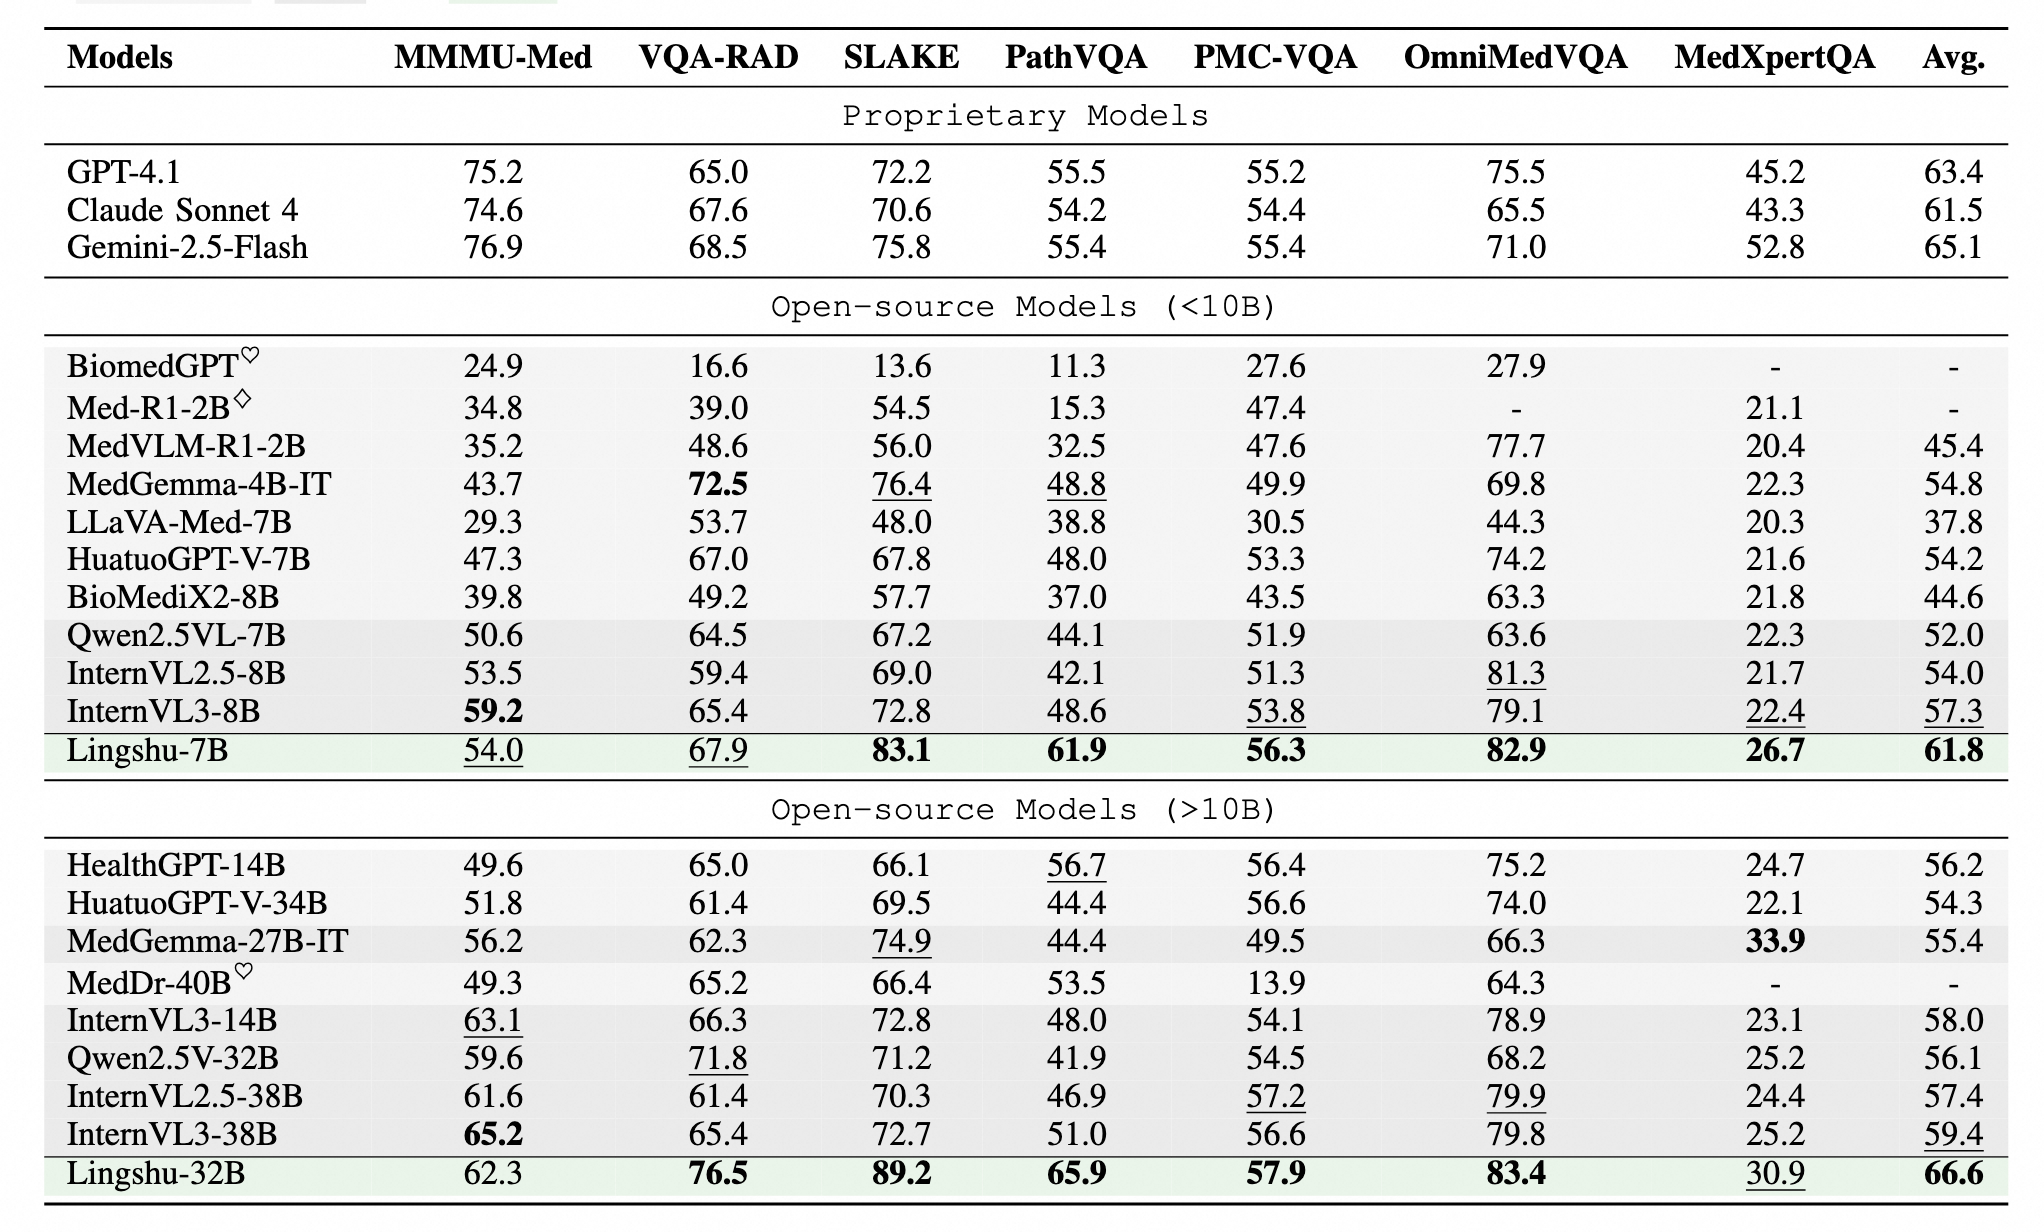 Models MMMU-Med VQA-RAD SLAKE PathVQA PMC-VQA OmniMedVQA MedXpertQA Avg.
Proprietary Models
GPT-4.1 75.2 65.0 72.2 55.5 55.2 75.5 45.2 63.4
Claude Sonnet 4 74.6 67.6 70.6 54.2 54.4 65.5 43.3 61.5
Gemini-2.5-Flash 76.9 68.5 75.8 55.4 55.4 71.0 52.8 65.1
Open-source Models (<10B)
BiomedGPT♡ 24.9 16.6 13.6 11.3 27.6 27.9 - -
Med-R1-2B♢ 34.8 39.0 54.5 15.3 47.4 - 21.1 -
MedVLM-R1-2B 35.2 48.6 56.0 32.5 47.6 77.7 20.4 45.4
MedGemma-4B-IT 43.7 72.5 76.4 48.8 49.9 69.8 22.3 54.8
LLaVA-Med-7B 29.3 53.7 48.0 38.8 30.5 44.3 20.3 37.8
HuatuoGPT-V-7B 47.3 67.0 67.8 48.0 53.3 74.2 21.6 54.2
BioMediX2-8B 39.8 49.2 57.7 37.0 43.5 63.3 21.8 44.6
Qwen2.5VL-7B 50.6 64.5 67.2 44.1 51.9 63.6 22.3 52.0
InternVL2.5-8B 53.5 59.4 69.0 42.1 51.3 81.3 21.7 54.0
InternVL3-8B 59.2 65.4 72.8 48.6 53.8 79.1 22.4 57.3
Lingshu-7B 54.0 67.9 83.1 61.9 56.3 82.9 26.7 61.8
Open-source Models (>10B)
HealthGPT-14B 49.6 65.0 66.1 56.7 56.4 75.2 24.7 56.2
HuatuoGPT-V-34B 51.8 61.4 69.5 44.4 56.6 74.0 22.1 54.3
MedGemma-27B-IT 56.2 62.3 74.9 44.4 49.5 66.3 33.9 55.4
MedDr-40B♡ 49.3 65.2 66.4 53.5 13.9 64.3 - -
InternVL3-14B 63.1 66.3 72.8 48.0 54.1 78.9 23.1 58.0
Qwen2.5V-32B 59.6 71.8 71.2 41.9 54.5 68.2 25.2 56.1
InternVL2.5-38B 61.6 61.4 70.3 46.9 57.2 79.9 24.4 57.4
InternVL3-38B 65.2 65.4 72.7 51.0 56.6 79.8 25.2 59.4
Lingshu-32B 62.3 76.5 89.2 65.9 57.9 83.4 30.9 66.6